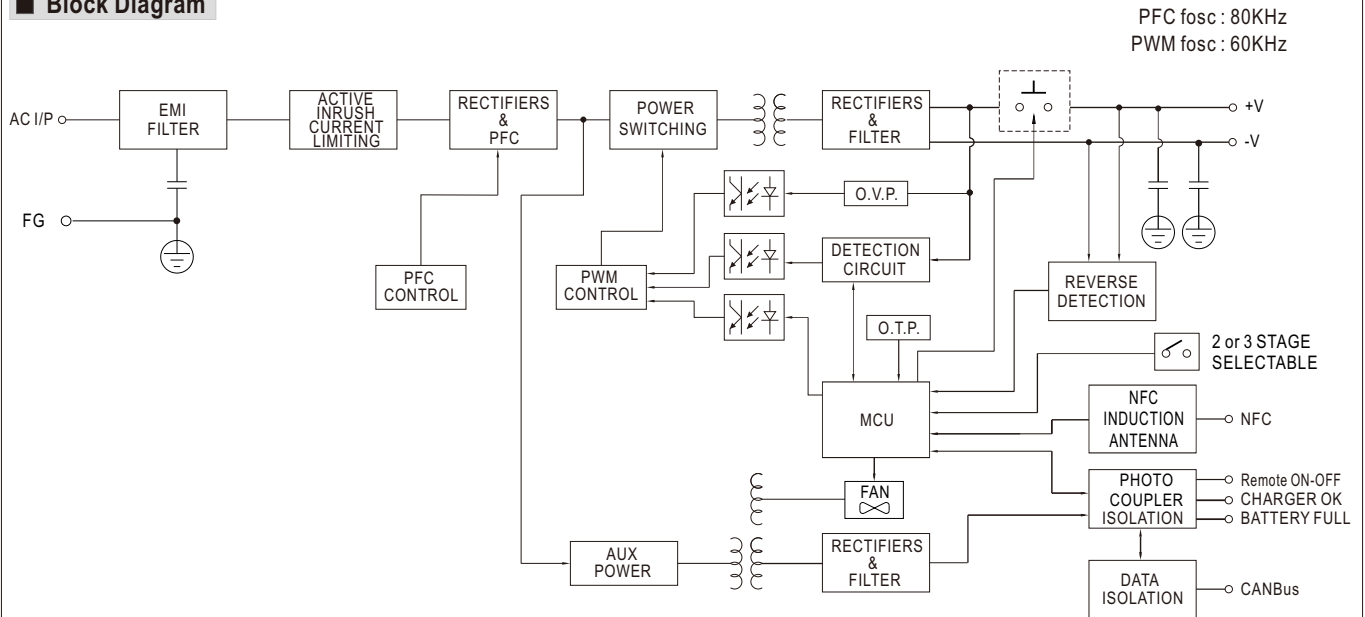 ■ Block Diagram
PFC fosc : 80KHz
PWM fosc : 60KHz
AC I/P
EMI
FILTER
ACTIVE
INRUSH
CURRENT
LIMITING
RECTIFIERS
&
PFC
POWER
SWITCHING
RECTIFIERS
&
FILTER
+V
-V
FG
O.V.P.
PFC
CONTROL
PWM
CONTROL
DETECTION
CIRCUIT
REVERSE
DETECTION
O.T.P.
2 or 3 STAGE
SELECTABLE
MCU
NFC
INDUCTION
ANTENNA
NFC
FAN
PHOTO
COUPLER
ISOLATION
Remote ON-OFF
CHARGER OK
BATTERY FULL
AUX
POWER
RECTIFIERS
&
FILTER
DATA
ISOLATION
CANBus